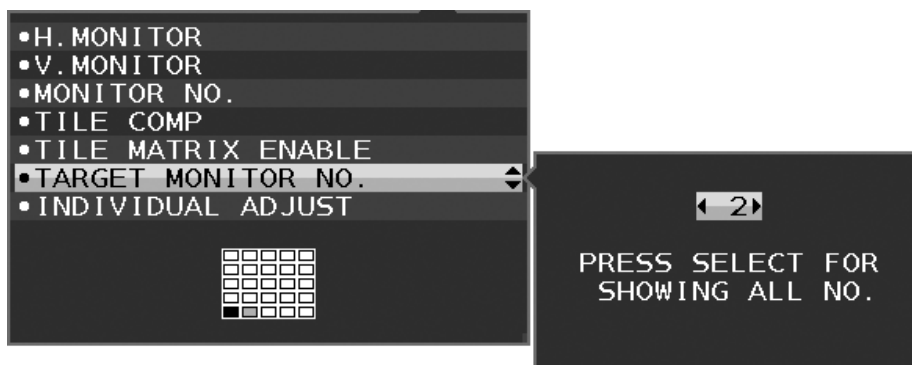 •H.MONITOR
•V.MONITOR
•MONITOR NO.
•TILE COMP
•TILE MATRIX ENABLE
•TARGET MONITOR NO.
•INDIVIDUAL ADJUST
2
PRESS SELECT FOR
SHOWING ALL NO.